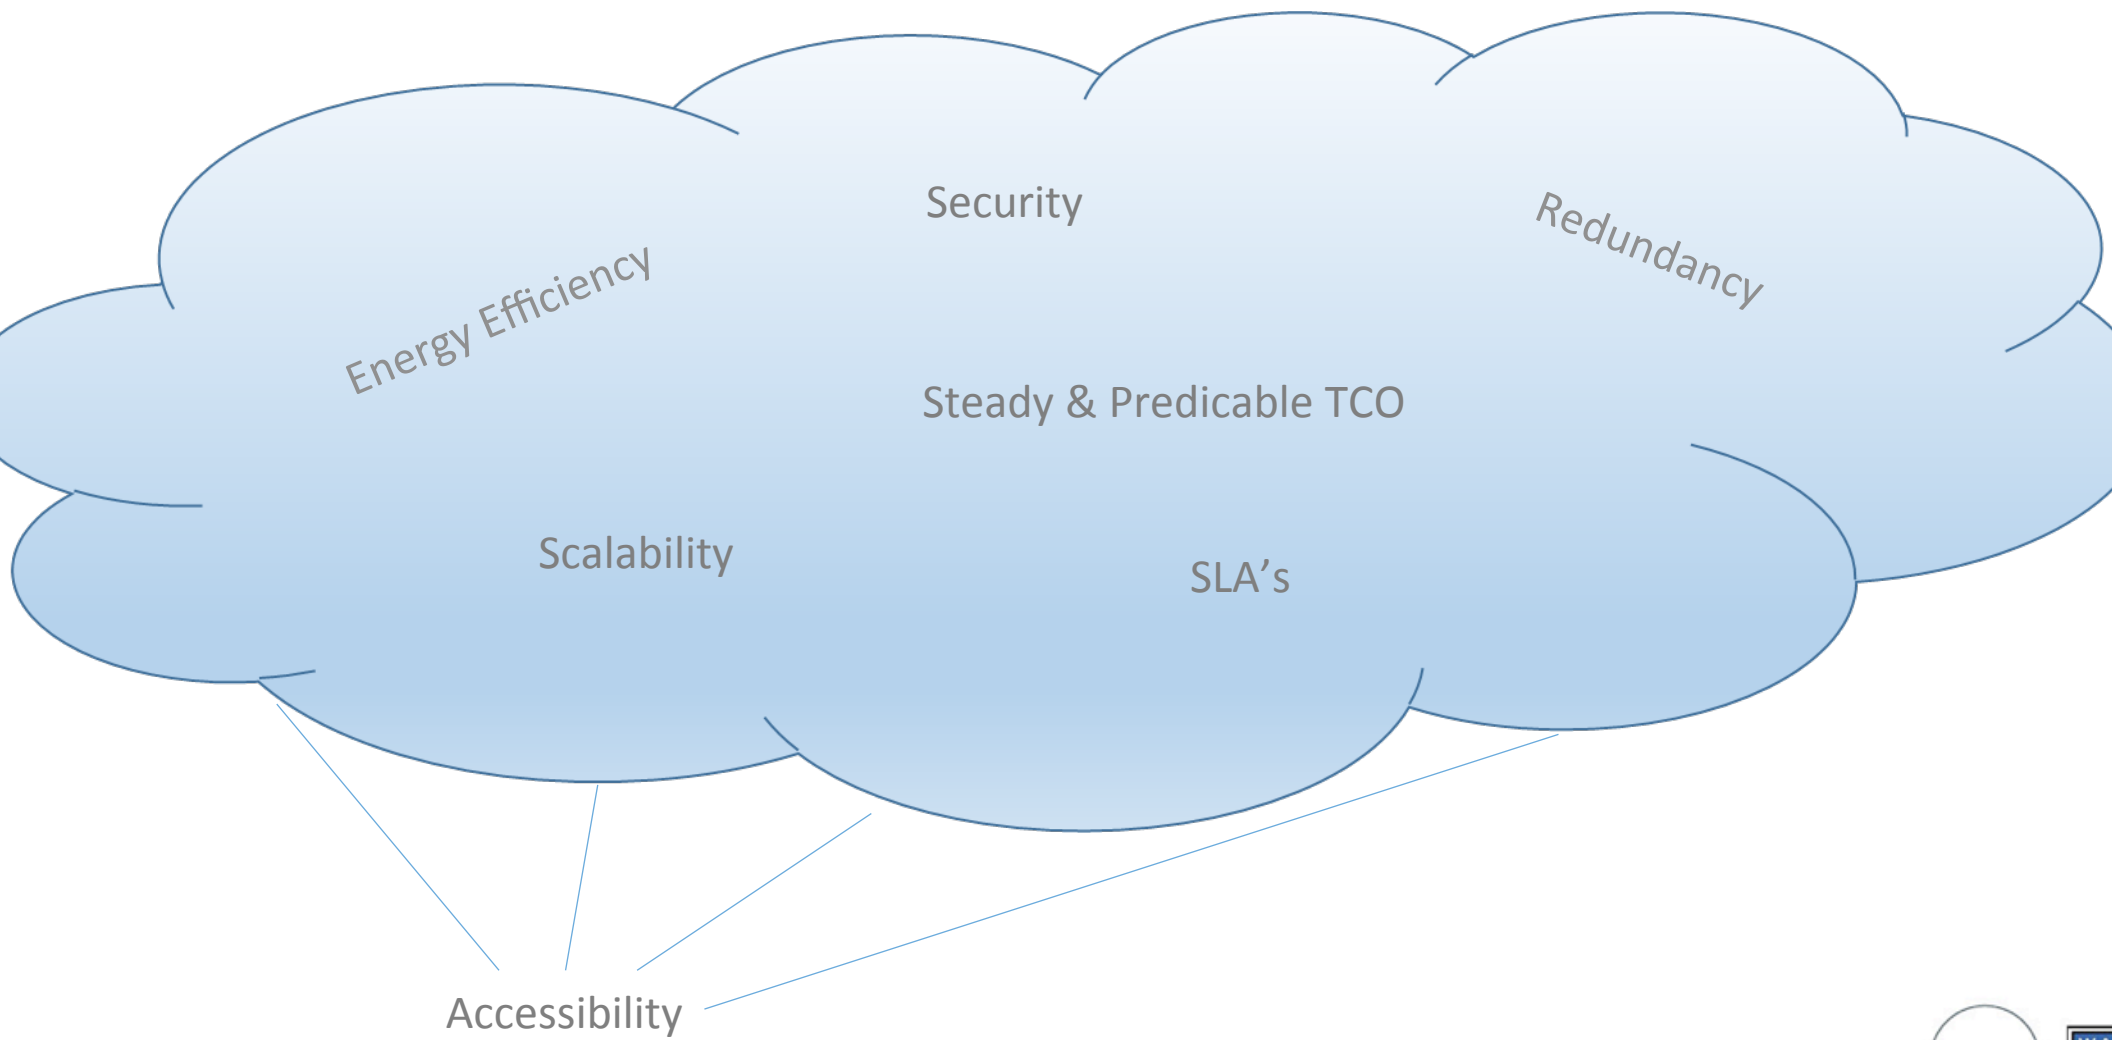 Security
Redundancy
Energy Efficiency
Steady & Predicable TCO
Scalability
SLA’s
Accessibility